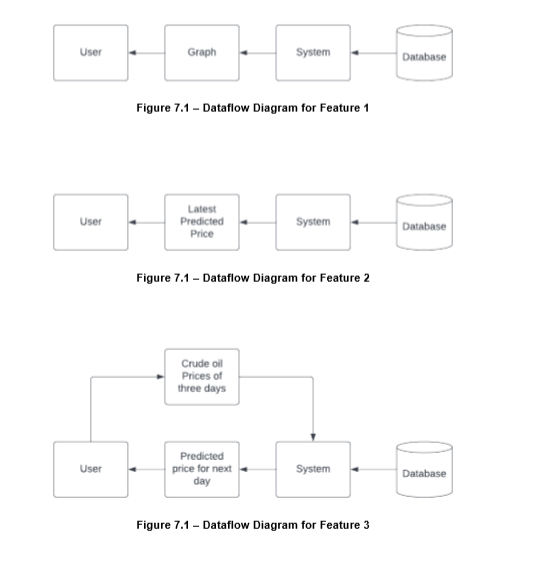 User
Graph
System
Database
Figure 7.1 – Dataflow Diagram for Feature 1
User
Latest
Predicted
Price
System
Database
Figure 7.1 – Dataflow Diagram for Feature 2
Crude oil
Prices of
three days
User
Predicted
price for next
day
System
Database
Figure 7.1 – Dataflow Diagram for Feature 3